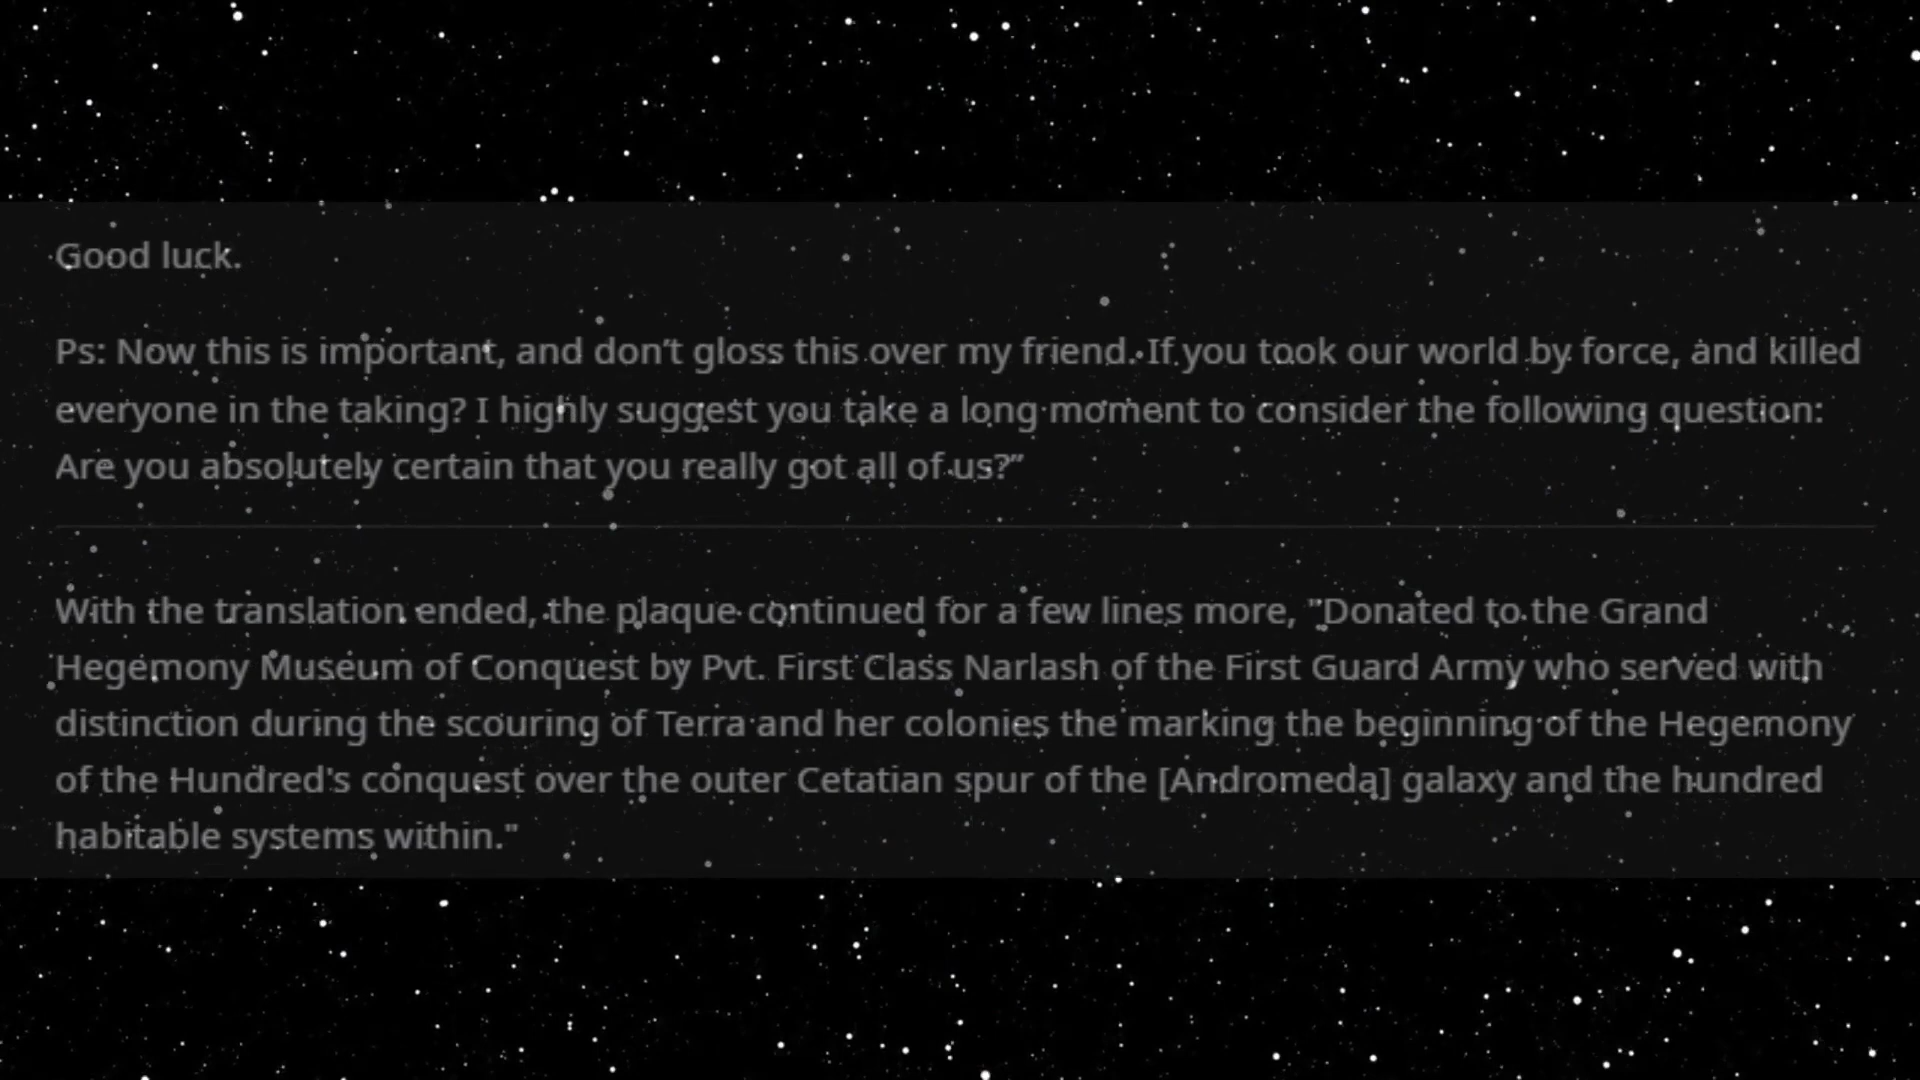 Good luck.
Ps: Now this is important, and don’t gloss this over my friend. If you took our world by force, and killed
everyone in the taking? I highly suggest you take a long moment to consider the following question:
Are you absolutely certain that you really got all of us?”
With the translation ended, the plaque continued for a few lines more, "Donated to the Grand
Hegemony Museum of Conquest by Pvt. First Class Narlash of the First Guard Army who served with
distinction during the scouring of Terra and her colonies the marking the beginning of the Hegemony
of the Hundred's conquest over the outer Cetatian spur of the [Andromeda] galaxy and the hundred
habitable systems within."